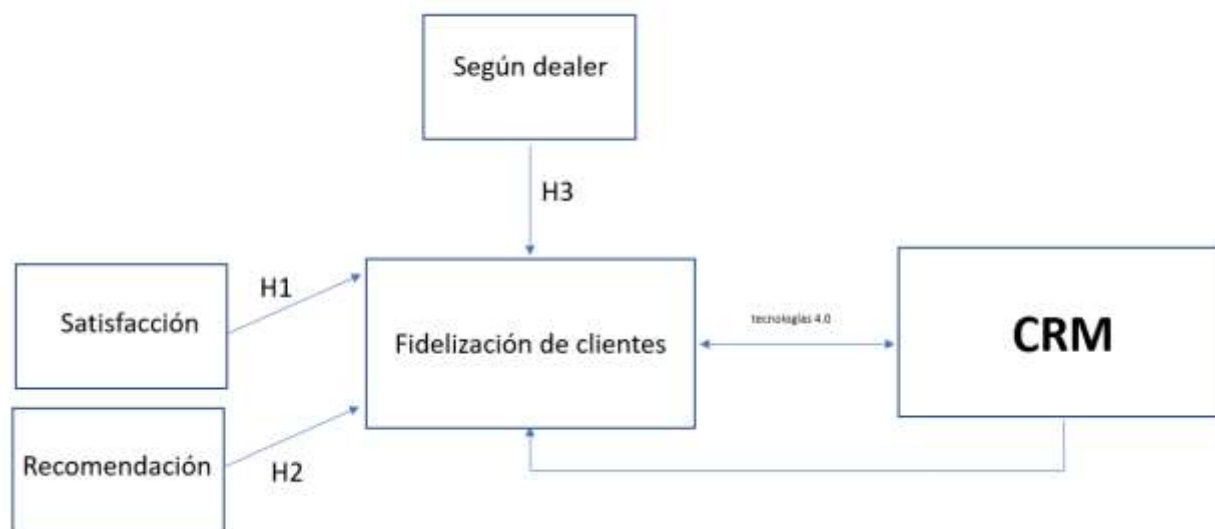 Según dealer
H3
Satisfacción
H1
Fidelización de clientes
tecnologías 4.0
CRM
Recomendación
H2